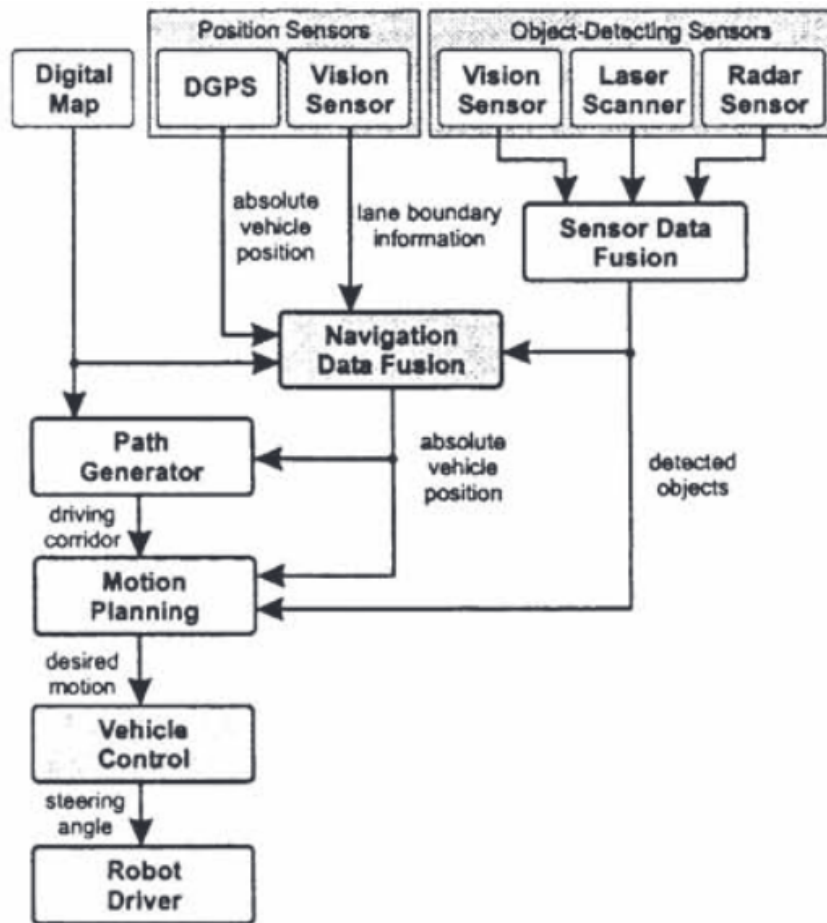 Position Sensors
Object-Detecting Sensors
Digital
Map
DGPS
Vision
Sensor
Vision
Sensor
Laser
Scanner
Radar
Sensor
absolute
vehicle
position
lane boundary
information
Sensor Data
Fusion
Navigation
Data Fusion
Path
Generator
absolute
vehicle
position
detected
objects
driving
corridor
Motion
Planning
desired
motion
Vehicle
Control
steering
angle
Robot
Driver